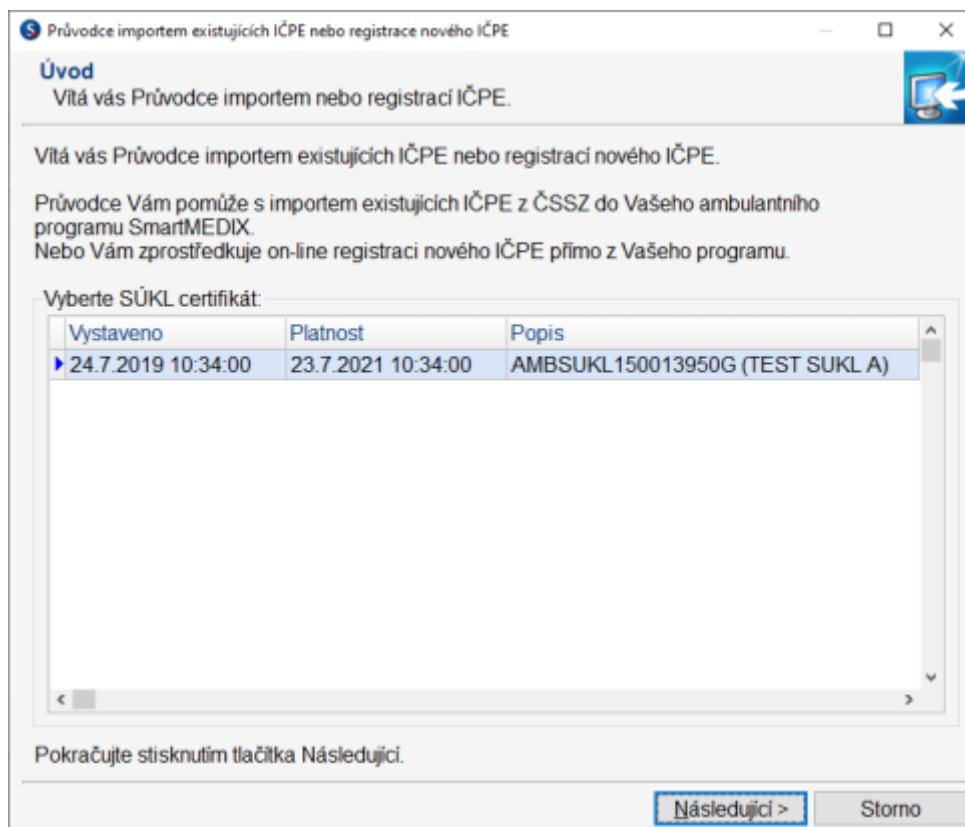 Průvodce importem existujících IČPE nebo registrace nového IČPE
Úvod
Vítá vás Průvodce importem nebo registrací IČPE.
Vítá vás Průvodce importem existujících IČPE nebo registrací nového IČPE.
Průvodce Vám pomůže s importem existujících IČPE z ČSSZ do Vašeho ambulantního
programu SmartMEDIX.
Nebo Vám zprostředkuje on-line registraci nového IČPE přímo z Vašeho programu.
Vyberte SÚKL certifikát:
Vystaveno Platnost Popis
24.7.2019 10:34:00 23.7.2021 10:34:00 AMBSUKL150013950G (TEST SUKL A)
Pokračujte stisknutím tlačítka Následující.
Následující > Storno